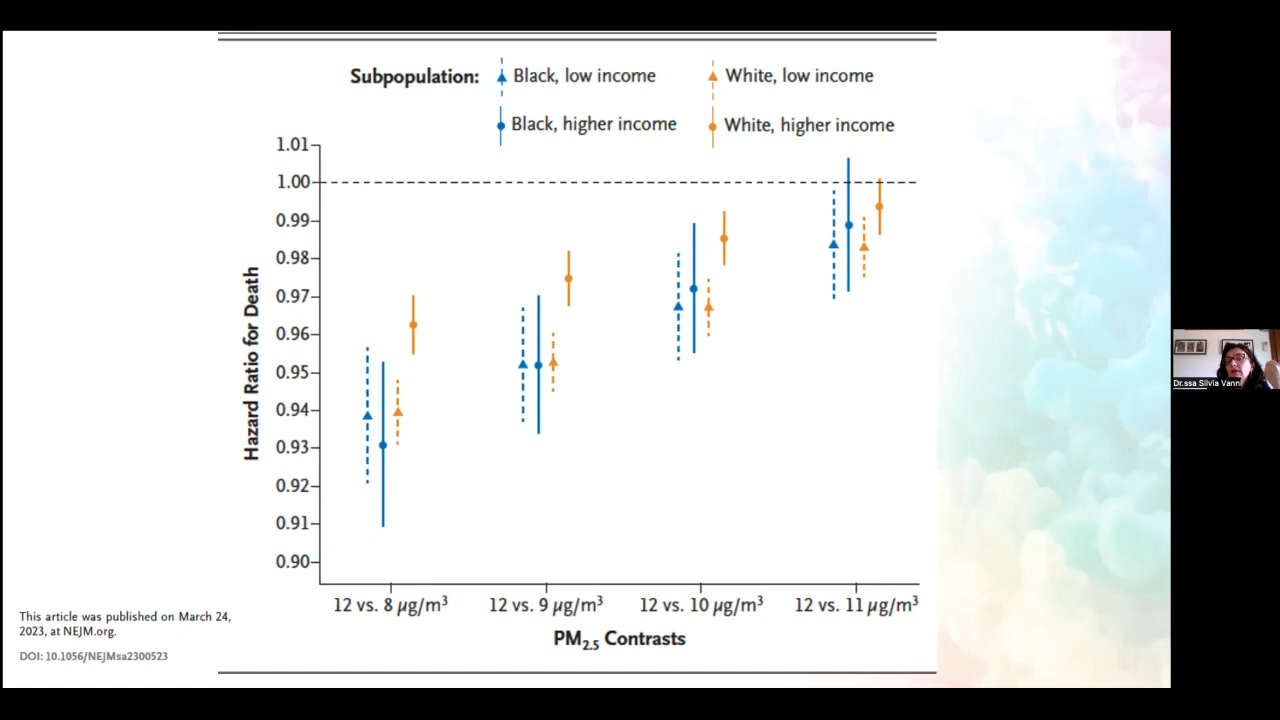 Subpopulation:
Black, low income
White, low income
Black, higher income
White, higher income
1.01
1.00
0.99
0.98
0.97
0.96
0.95
0.94
0.93
0.92
0.91
0.90
Hazard Ratio for Death
12 vs. 8 µg/m³
12 vs. 9 µg/m³
12 vs. 10 µg/m³
12 vs. 11 µg/m³
PM₂.₅ Contrasts
This article was published on March 24,
2023, at NEJM.org.
DOI: 10.1056/NEJMsa2300523
Dr.ssa Silvia Vanni